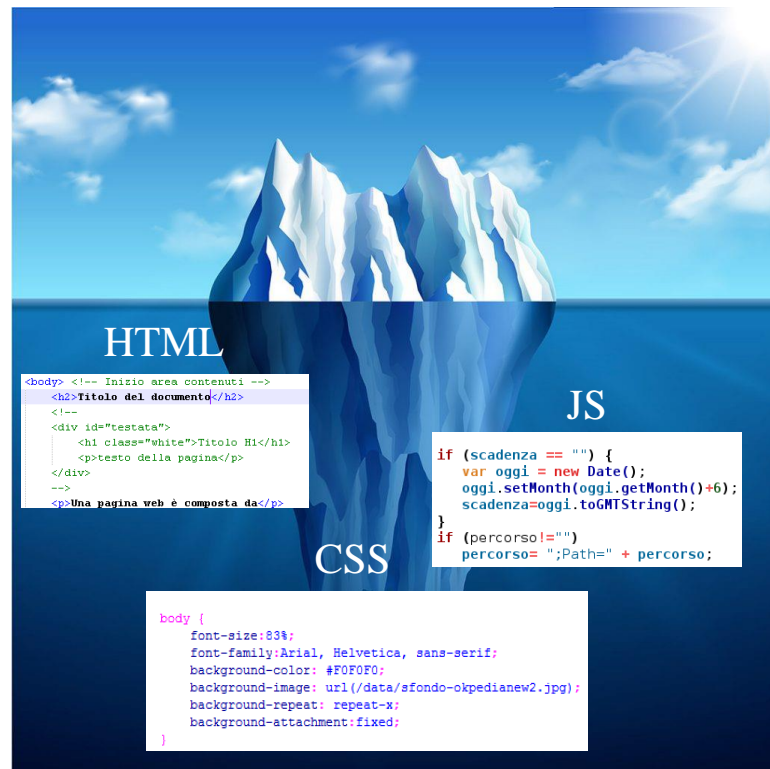 HTML
<body> <!-- Inizio area contenuti -->
<h2>Titolo del documento</h2>
<!--
<div id="testata">
<h1 class="white">Titolo H1</h1>
<p>testo della pagina</p>
</div>
-->
<p>Una pagina web è composta da</p>
JS
if (scadenza == "") {
var oggi = new Date();
oggi.setMonth(oggi.getMonth()+6);
scadenza=oggi.toGMTString();
}
if (percorso!="")
percorso= ";Path=" + percorso;
CSS
body {
font-size:83%;
font-family:Arial, Helvetica, sans-serif;
background-color: #F0F0F0;
background-image: url(/data/sfondo-okpedianew2.jpg);
background-repeat: repeat-x;
background-attachment:fixed;
}